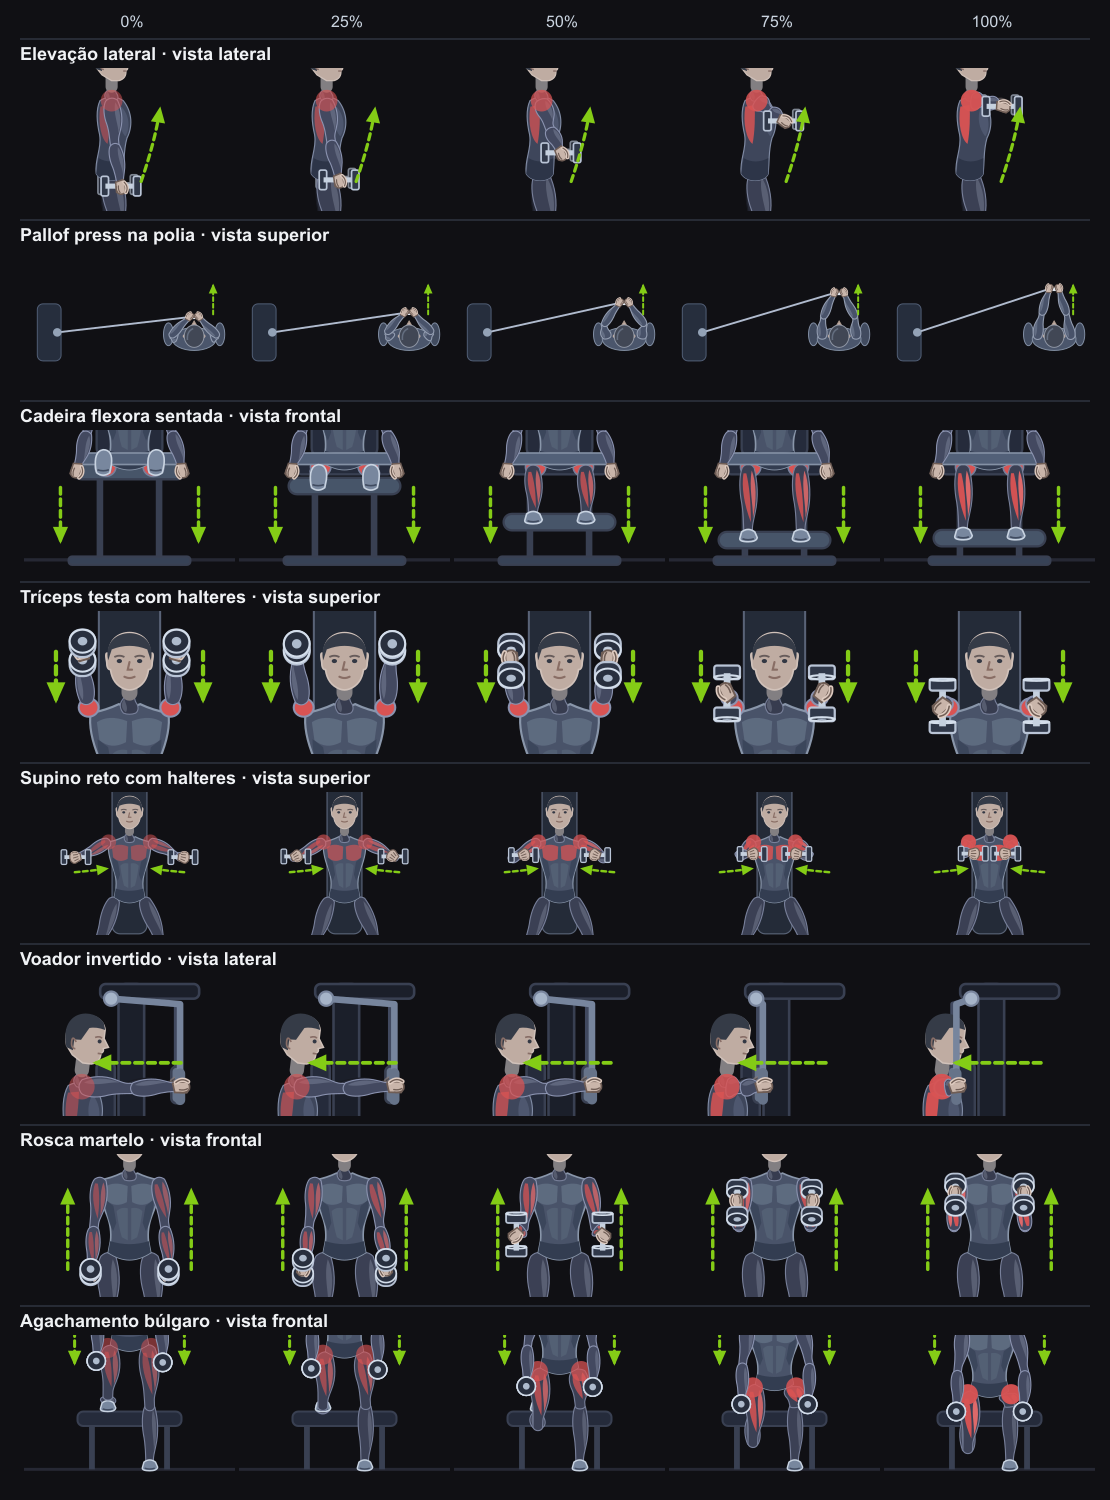 0% 25% 50% 75% 100%
Elevação lateral · vista lateral
Pallof press na polia · vista superior
Cadeira flexora sentada · vista frontal
Tríceps testa com halteres · vista superior
Supino reto com halteres · vista superior
Voador invertido · vista lateral
Rosca martelo · vista frontal
Agachamento búlgaro · vista frontal